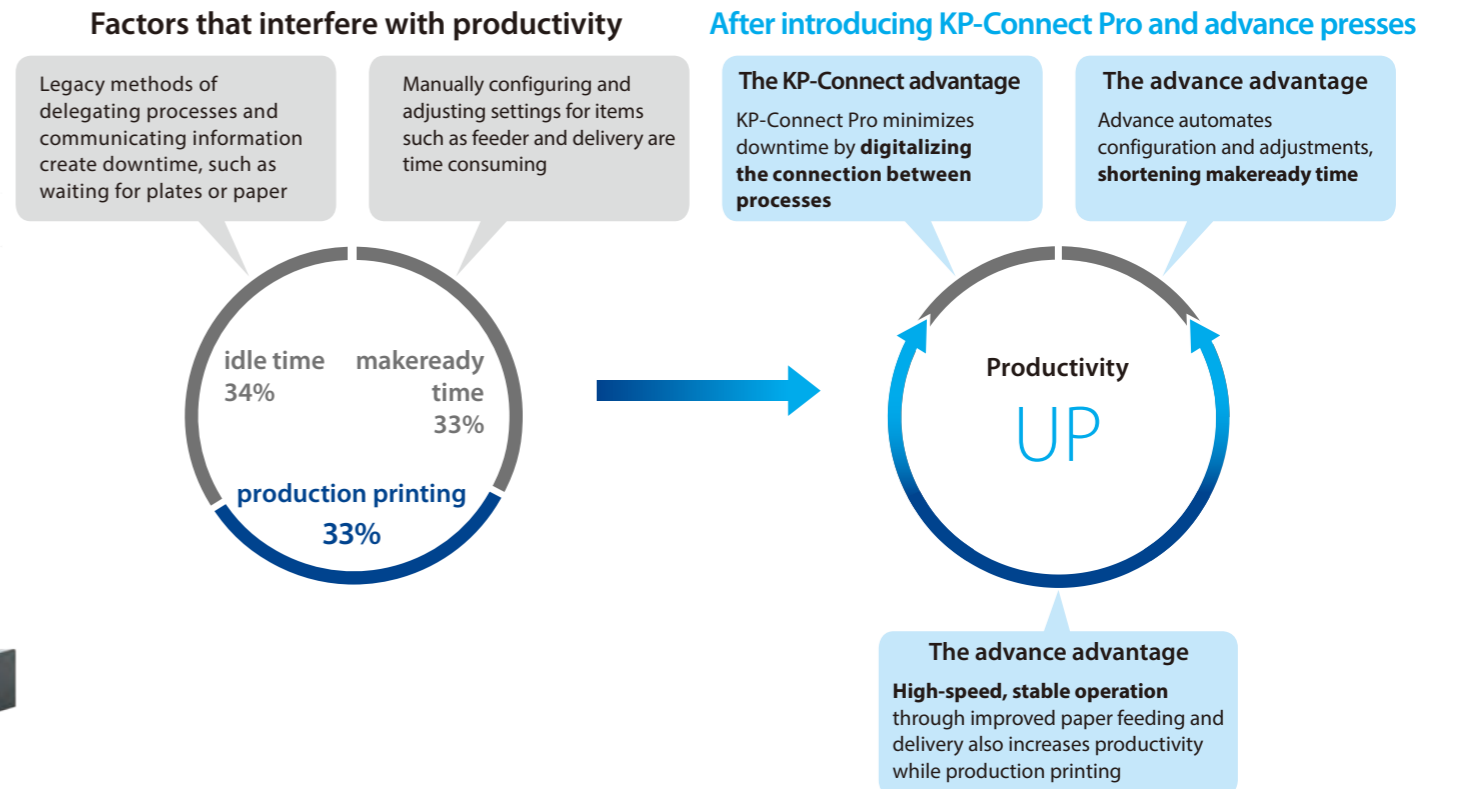 Factors that interfere with productivity
Legacy methods of
delegating processes and
communicating information
create downtime, such as
waiting for plates or paper
Manually configuring and
adjusting settings for items
such as feeder and delivery are
time consuming
idle time
34%
makeready
time
33%
production printing
33%
After introducing KP-Connect Pro and advance presses
The KP-Connect advantage
KP-Connect Pro minimizes
downtime by digitalizing
the connection between
processes
The advance advantage
Advance automates
configuration and adjustments,
shortening makeready time
Productivity
UP
The advance advantage
High-speed, stable operation
through improved paper feeding and
delivery also increases productivity
while production printing